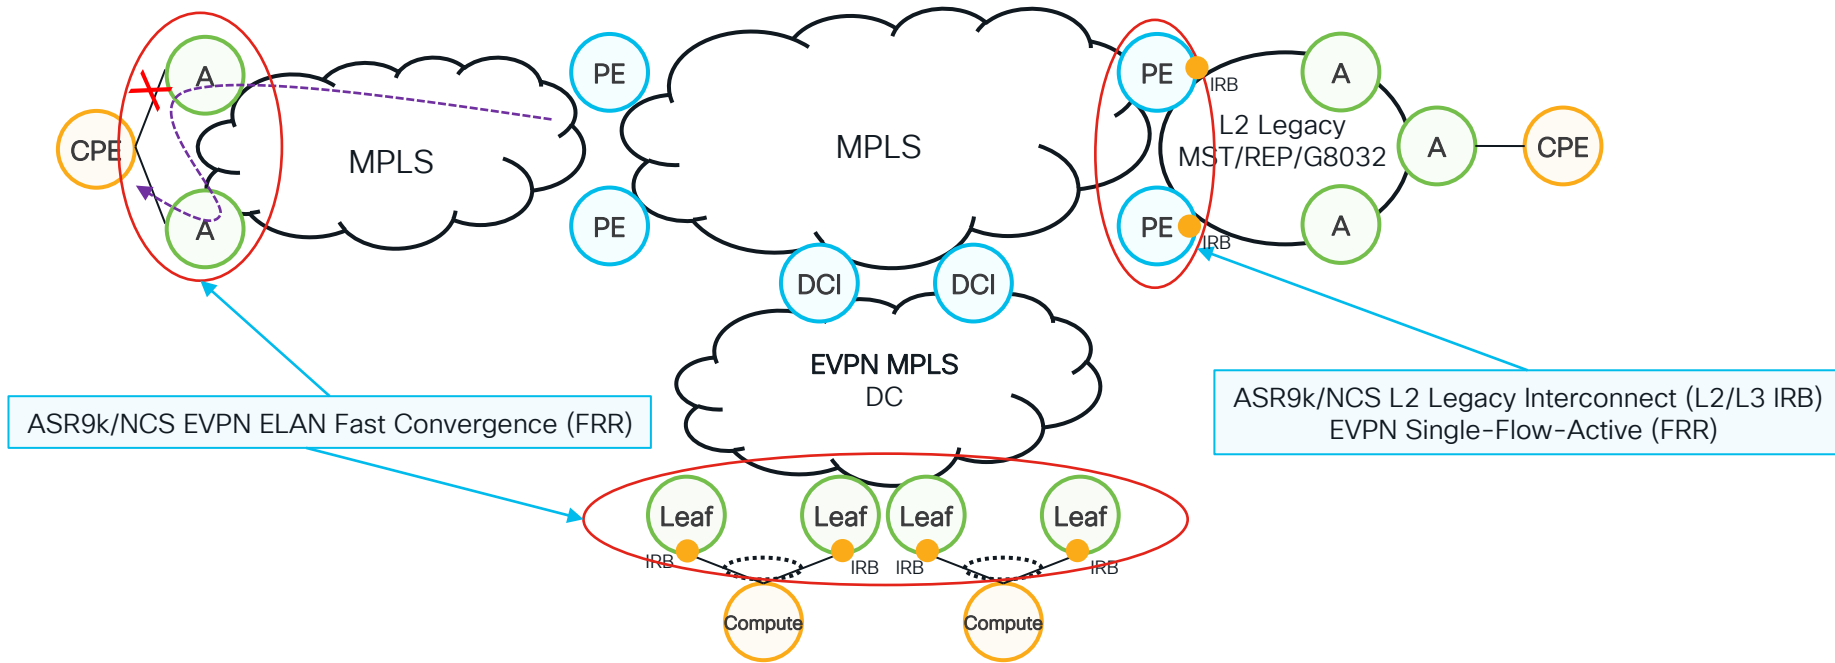 A
PE
PE
IRB
A
CPE
MPLS
MPLS
L2 Legacy
MST/REP/G8032
A
CPE
A
PE
PE
IRB
A
DCI
DCI
EVPN MPLS
DC
ASR9k/NCS EVPN ELAN Fast Convergence (FRR)
ASR9k/NCS L2 Legacy Interconnect (L2/L3 IRB)
EVPN Single-Flow-Active (FRR)
Leaf
Leaf
Leaf
Leaf
IRB
IRB
IRB
IRB
Compute
Compute